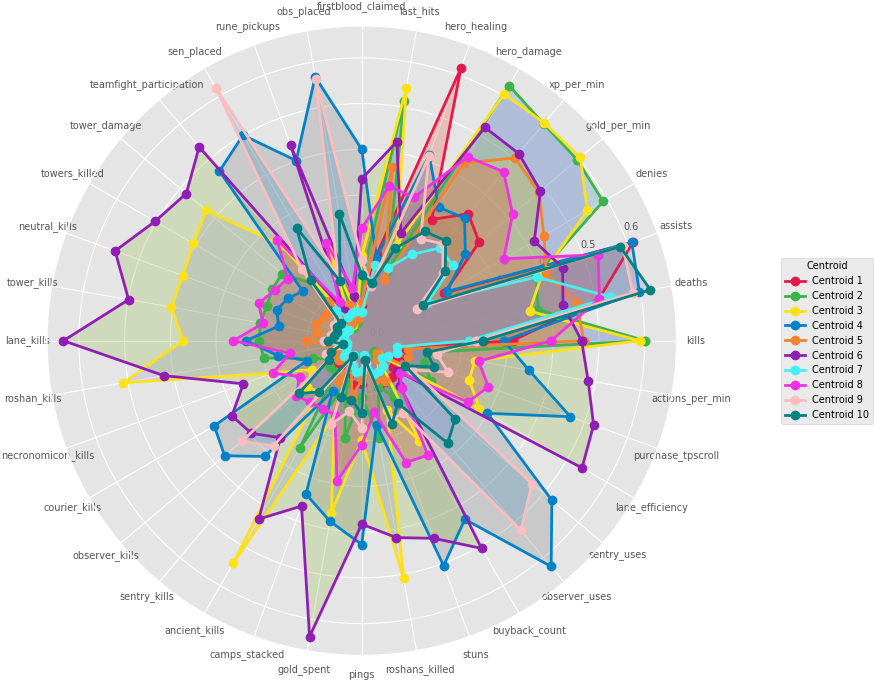 firstblood_claimed
obs_placed
last_hits
rune_pickups
hero_healing
sen_placed
hero_damage
teamfight_participation
xp_per_min
tower_damage
gold_per_min
towers_killed
denies
neutral_kills
assists
0.6
0.5
tower_kills
deaths
lane_kills
kills
roshan_kills
actions_per_min
necronomicon_kills
purchase_tpscroll
courier_kills
lane_efficiency
observer_kills
sentry_uses
sentry_kills
observer_uses
ancient_kills
buyback_count
camps_stacked
stuns
gold_spent
roshans_killed
pings
Centroid
Centroid 1
Centroid 2
Centroid 3
Centroid 4
Centroid 5
Centroid 6
Centroid 7
Centroid 8
Centroid 9
Centroid 10